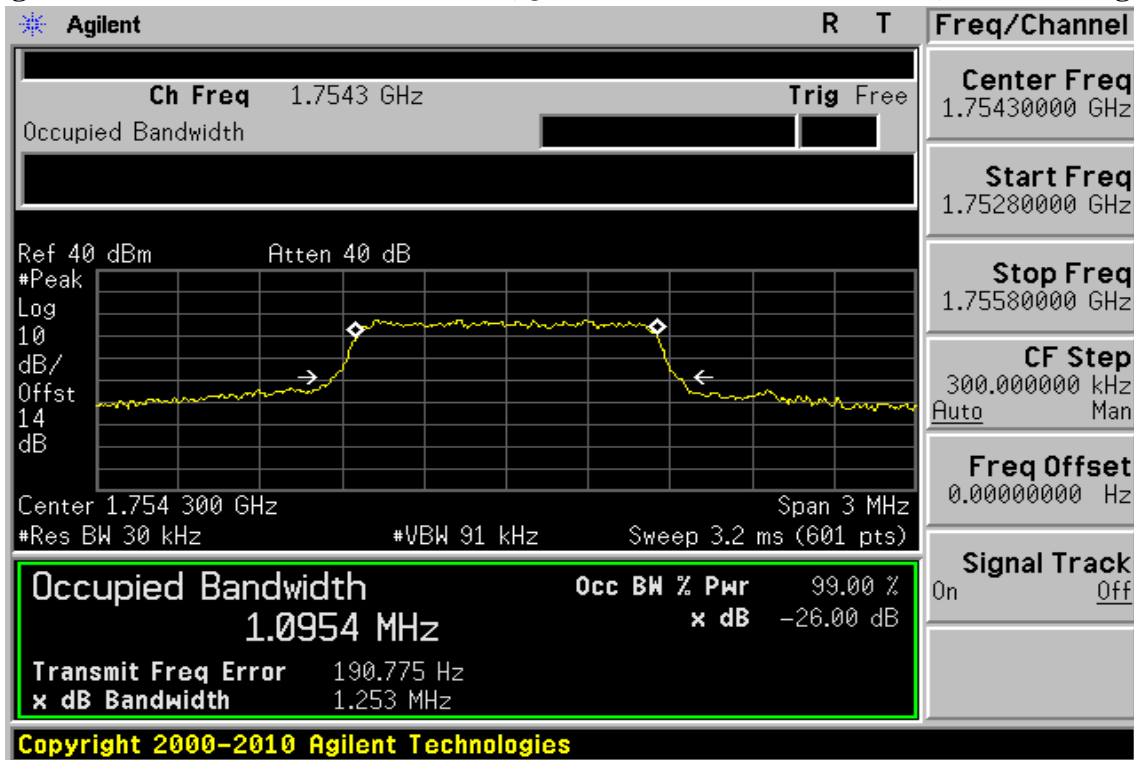 Agilent R T
Freq/Channel
Ch Freq 1.7543 GHz Trig Free
Occupied Bandwidth
Ref 40 dBm Atten 40 dB
#Peak
Log
10
dB/
Offst
14
dB
Center 1.754 300 GHz Span 3 MHz
#Res BW 30 kHz #VBW 91 kHz Sweep 3.2 ms (601 pts)
Occupied Bandwidth
1.0954 MHz
Occ BW % Pwr 99.00 %
x dB -26.00 dB
Transmit Freq Error 190.775 Hz
x dB Bandwidth 1.253 MHz
Center Freq
1.75430000 GHz
Start Freq
1.75280000 GHz
Stop Freq
1.75580000 GHz
CF Step
300.000000 kHz
Auto Man
Freq Offset
0.00000000 Hz
Signal Track
On Off
Copyright 2000-2010 Agilent Technologies